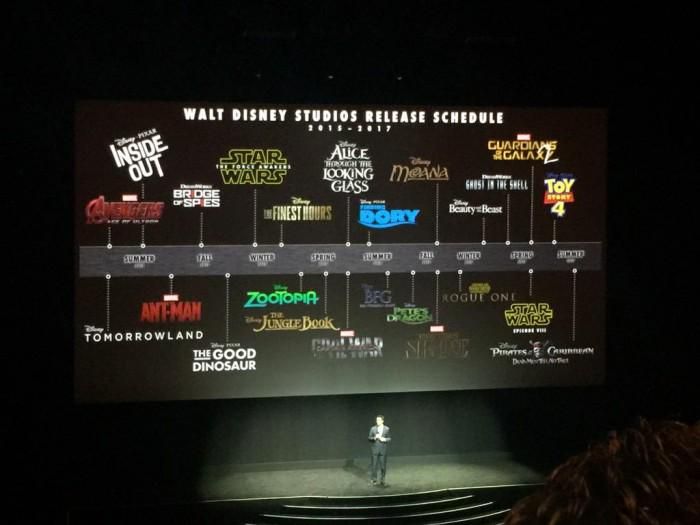 WALT DISNEY STUDIOS RELEASE SCHEDULE
2015-2017
Disney PIXAR
INSIDE
OUT
MARVEL
AVENGERS
AGE OF ULTRON
DREAMWORKS
BRIDGE
OF SPIES
STAR
THE FORCE AWAKENS
WARS
Disney
THE FINEST HOURS
Disney
ALICE
THROUGH THE
LOOKING
GLASS
Disney PIXAR
FINDING
DORY
Disney
MOANA
MARVEL
GUARDIANS
OF THE GALAXY 2
DREAMWORKS
GHOST IN THE SHELL
Disney
Beauty and the Beast
TOY
STORY
4
SUMMER
FALL
WINTER
SPRING
SUMMER
FALL
WINTER
SPRING
SUMMER
Disney
TOMORROWLAND
MARVEL
ANT-MAN
Disney PIXAR
THE GOOD
DINOSAUR
Disney
ZOOTOPIA
Disney
THE JUNGLE BOOK
MARVEL
CIVIL WAR
BFG
Disney
PETE'S
DRAGON
MARVEL
STRANGE
ROGUE ONE
STAR
WARS
EPISODE VIII
Disney
PIRATES OF THE CARIBBEAN
DEAD MEN TELL NO TALES